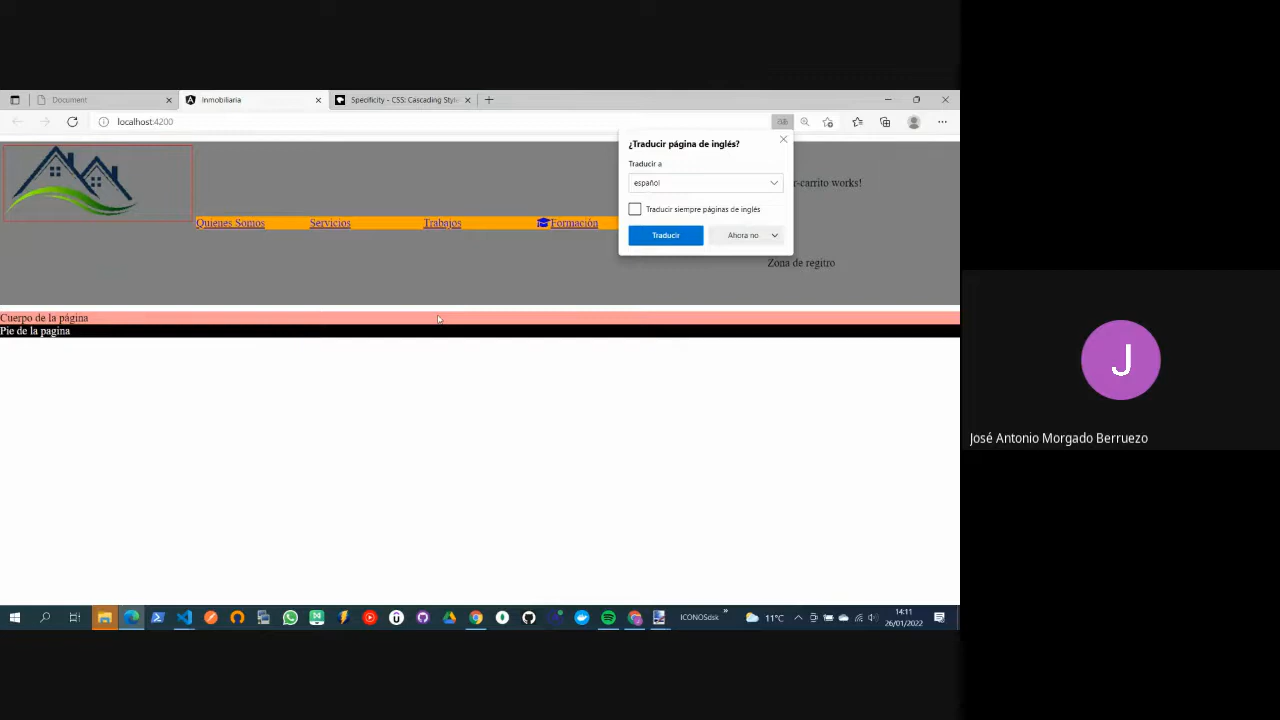 Document
Inmobiliaria
Specificity - CSS: Cascading Style
localhost:4200
¿Traducir página de inglés?
Traducir a
español
Traducir siempre páginas de inglés
Traducir
Ahora no
r-carrito works!
Quienes Somos
Servicios
Trabajos
Formación
Zona de regitro
Cuerpo de la página
Pie de la pagina
J
José Antonio Morgado Berruezo
ICONOSdsk
11°C
14:11
26/01/2022